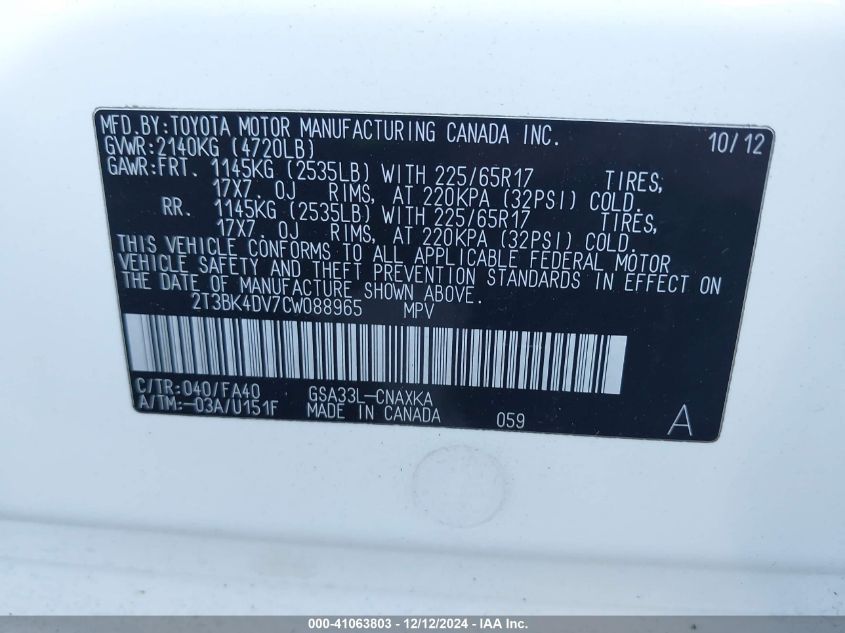 MFD.BY:TOYOTA MOTOR MANUFACTURING CANADA INC. 10/12
GVWR:2140KG (4720LB)
GAWR:FRT. 1145KG (2535LB) WITH 225/65R17 TIRES,
17X7.0J RIMS, AT 220KPA (32PSI) COLD.
RR. 1145KG (2535LB) WITH 225/65R17 TIRES,
17X7.0J RIMS, AT 220KPA (32PSI) COLD.
THIS VEHICLE CONFORMS TO ALL APPLICABLE FEDERAL MOTOR
VEHICLE SAFETY AND THEFT PREVENTION STANDARDS IN EFFECT ON
THE DATE OF MANUFACTURE SHOWN ABOVE.
2T3BK4DV7CW088965 MPV
C/TR:040/FA40 GSA33L-CNAXKA
A/TM:-03A/U151F MADE IN CANADA 059 A
000-41063803 - 12/12/2024 - IAA Inc.